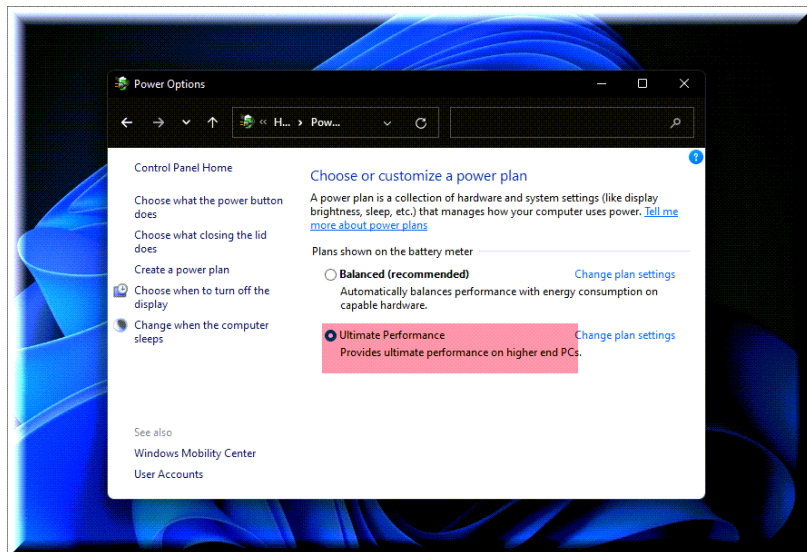 Power Options
« H... › Pow...
Control Panel Home
Choose what the power button
does
Choose what closing the lid
does
Create a power plan
Choose when to turn off the
display
Change when the computer
sleeps
See also
Windows Mobility Center
User Accounts
?
Choose or customize a power plan
A power plan is a collection of hardware and system settings (like display
brightness, sleep, etc.) that manages how your computer uses power. Tell me
more about power plans
Plans shown on the battery meter
Balanced (recommended) Change plan settings
Automatically balances performance with energy consumption on
capable hardware.
Ultimate Performance Change plan settings
Provides ultimate performance on higher end PCs.